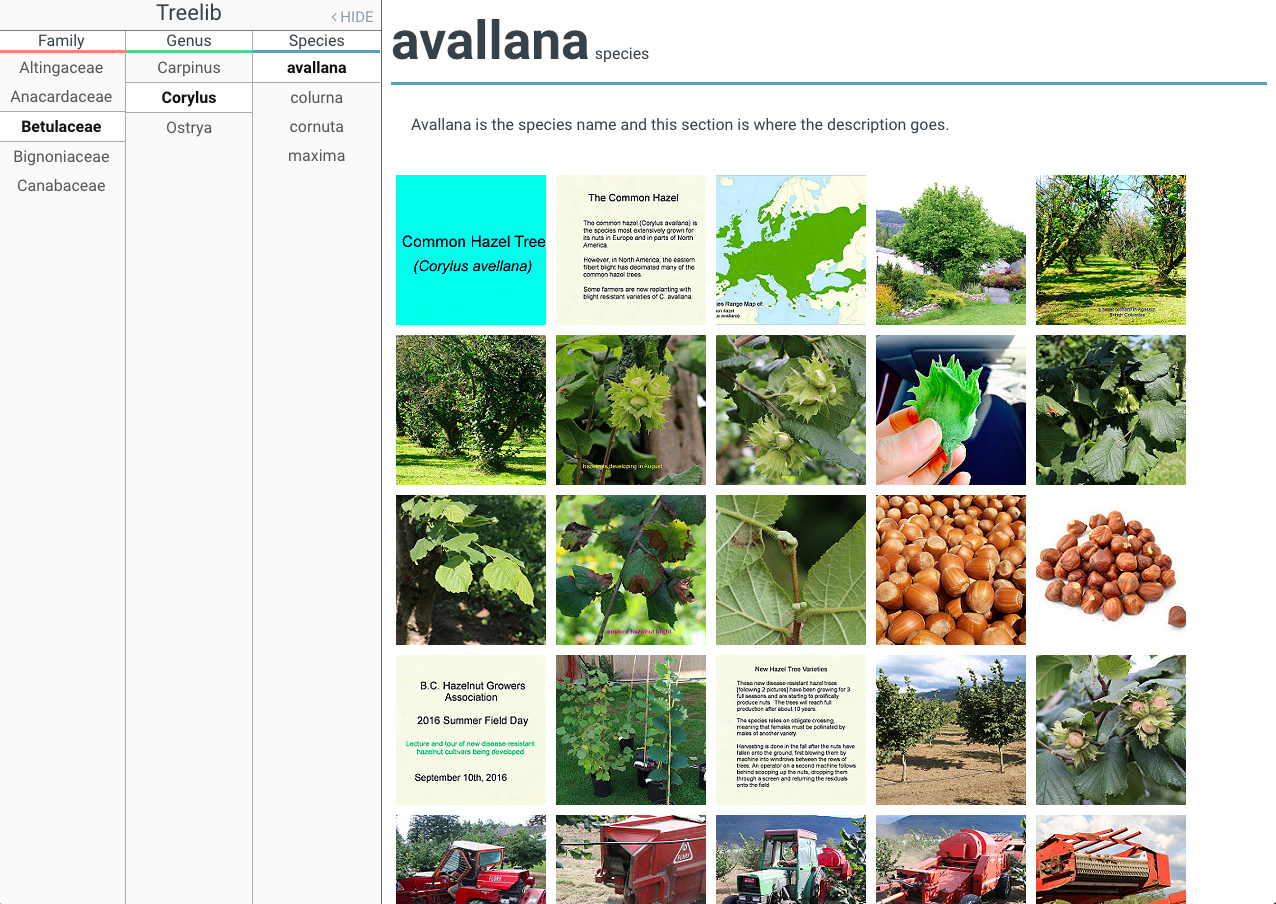 Treelib
< HIDE
Family
Genus
Species
Altingaceae
Anacardaceae
Betulaceae
Bignoniaceae
Canabaceae
Carpinus
Corylus
Ostrya
avallana
colurna
cornuta
maxima
avallana species
Avallana is the species name and this section is where the description goes.
Common Hazel Tree
(Corylus avellana)
The Common Hazel
The common hazel (Corylus avallana) is
the species most extensively grown for
its nuts in Europe and in parts of North
America.
However, in North America, the eastern
filbert blight has decimated many of the
common hazel trees.
Some farmers are now replanting with
blight resistant varieties of C. avallana.
es Range Map of
on hazel
us avallana)
British Columbia
hazelnuts developing in August
eastern hazelnut blight
B.C. Hazelnut Growers
Association
2016 Summer Field Day
Lecture and tour of new disease-resistant
hazelnut cultivars being developed
September 10th, 2016
New Hazel Tree Varieties
These new disease-resistant hazel trees
(following 2 pictures) have been growing for 3
full seasons and are starting to prolifically
produce nuts. The trees will reach full
production after about 10 years.
The species relies on obligate crossing,
meaning that females must be pollinated by
males of another variety.
Harvesting is done in the fall after the nuts have
fallen onto the ground, first blowing them by
machine into windrows between the rows of
trees. An operator on a second machine follows
behind scooping up the nuts, dropping them
through a screen and returning the residuals
onto the field.
FLORY
FLORY